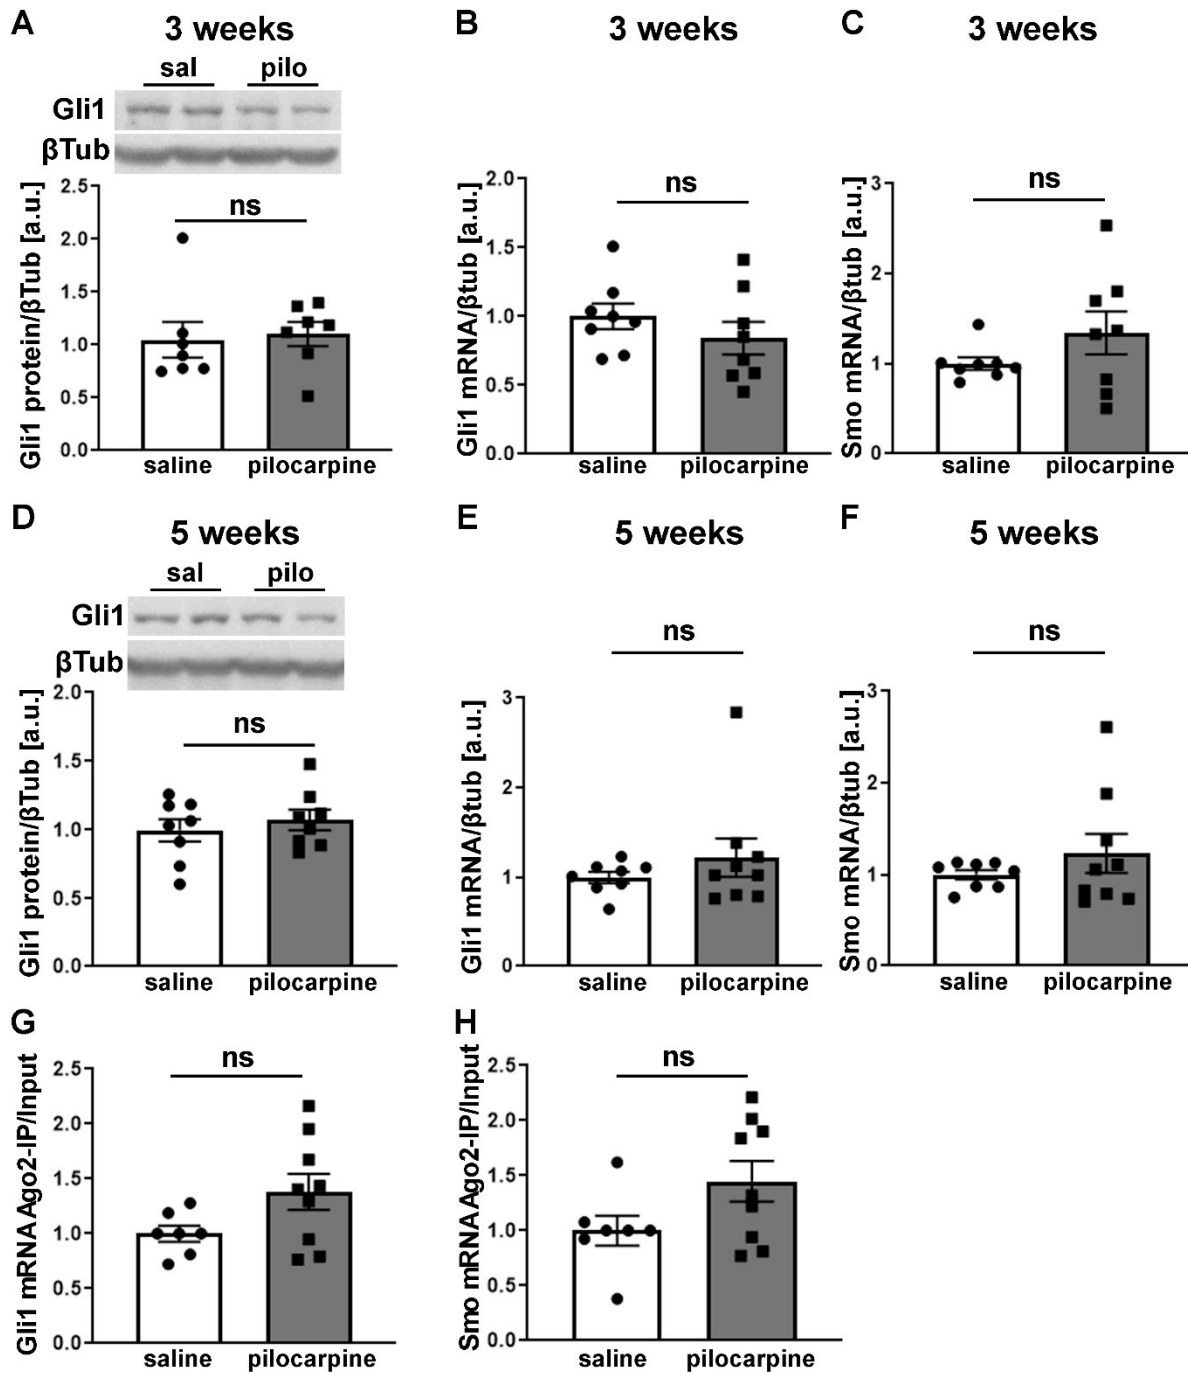 A
3 weeks
sal pilo
Gli1
βTub
Gli1 protein/βTub [a.u.]
2.5
2.0
1.5
1.0
0.5
0.0
ns
saline pilocarpine
B
3 weeks
Gli1 mRNA/βtub [a.u.]
2.0
1.5
1.0
0.5
0.0
ns
saline pilocarpine
C
3 weeks
Smo mRNA/βtub [a.u.]
3
2
1
0
ns
saline pilocarpine
D
5 weeks
sal pilo
Gli1
βTub
Gli1 protein/βTub [a.u.]
2.0
1.5
1.0
0.5
0.0
ns
saline pilocarpine
E
5 weeks
Gli1 mRNA/βtub [a.u.]
3
2
1
0
ns
saline pilocarpine
F
5 weeks
Smo mRNA/βtub [a.u.]
3
2
1
0
ns
saline pilocarpine
G
Gli1 mRNA Ago2-IP/Input
2.5
2.0
1.5
1.0
0.5
0.0
ns
saline pilocarpine
H
Smo mRNA Ago2-IP/Input
2.5
2.0
1.5
1.0
0.5
0.0
ns
saline pilocarpine